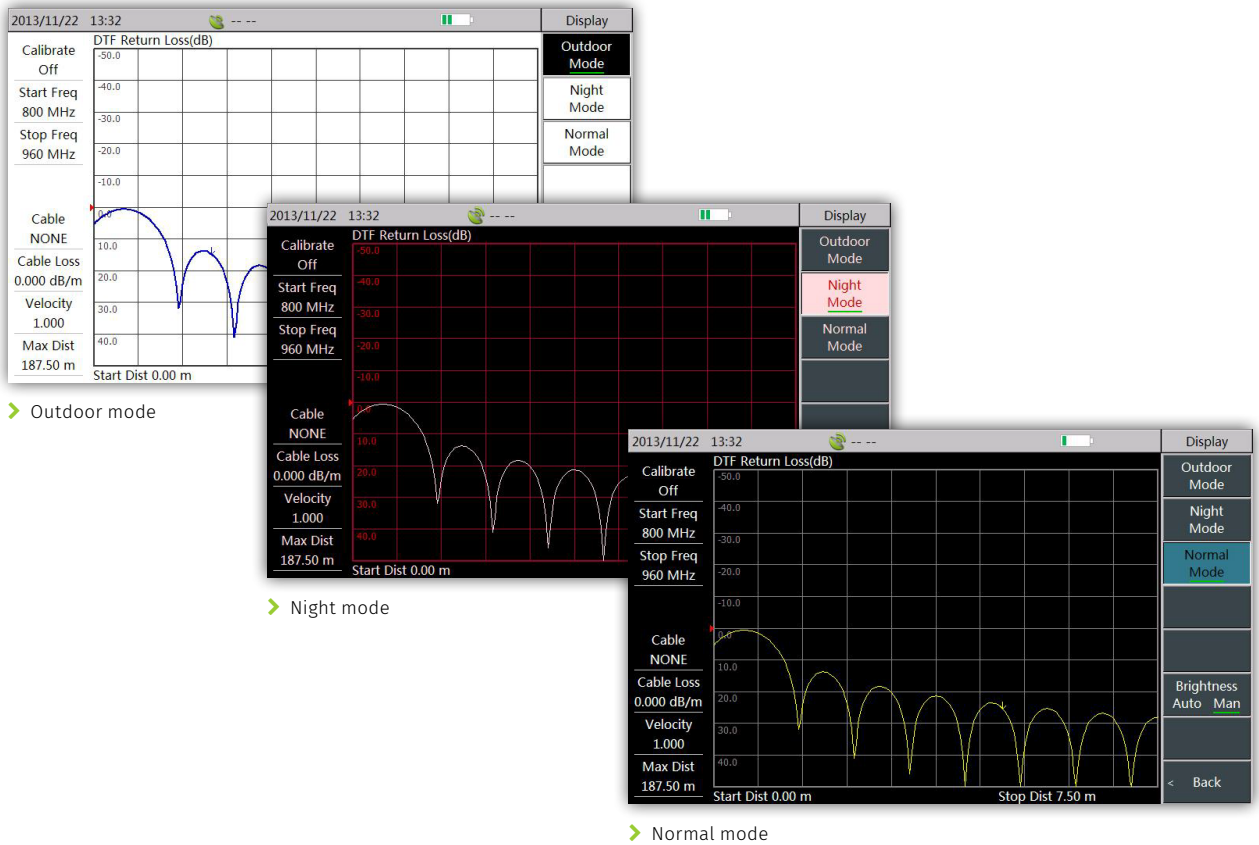 2013/11/22 13:32 -- -- Display
DTF Return Loss(dB)
Calibrate
Off
Start Freq
800 MHz
Stop Freq
960 MHz
Cable
NONE
Cable Loss
0.000 dB/m
Velocity
1.000
Max Dist
187.50 m
-50.0
-40.0
-30.0
-20.0
-10.0
0.0
10.0
20.0
30.0
40.0
Start Dist 0.00 m
Outdoor
Mode
Night
Mode
Normal
Mode
Outdoor mode
2013/11/22 13:32 -- -- Display
DTF Return Loss(dB)
Calibrate
Off
Start Freq
800 MHz
Stop Freq
960 MHz
Cable
NONE
Cable Loss
0.000 dB/m
Velocity
1.000
Max Dist
187.50 m
-50.0
-40.0
-30.0
-20.0
-10.0
0.0
10.0
20.0
30.0
40.0
Start Dist 0.00 m
Outdoor
Mode
Night
Mode
Normal
Mode
Night mode
2013/11/22 13:32 -- -- Display
DTF Return Loss(dB)
Calibrate
Off
Start Freq
800 MHz
Stop Freq
960 MHz
Cable
NONE
Cable Loss
0.000 dB/m
Velocity
1.000
Max Dist
187.50 m
-50.0
-40.0
-30.0
-20.0
-10.0
0.0
10.0
20.0
30.0
40.0
Start Dist 0.00 m Stop Dist 7.50 m
Outdoor
Mode
Night
Mode
Normal
Mode
Brightness
Auto Man
< Back
Normal mode